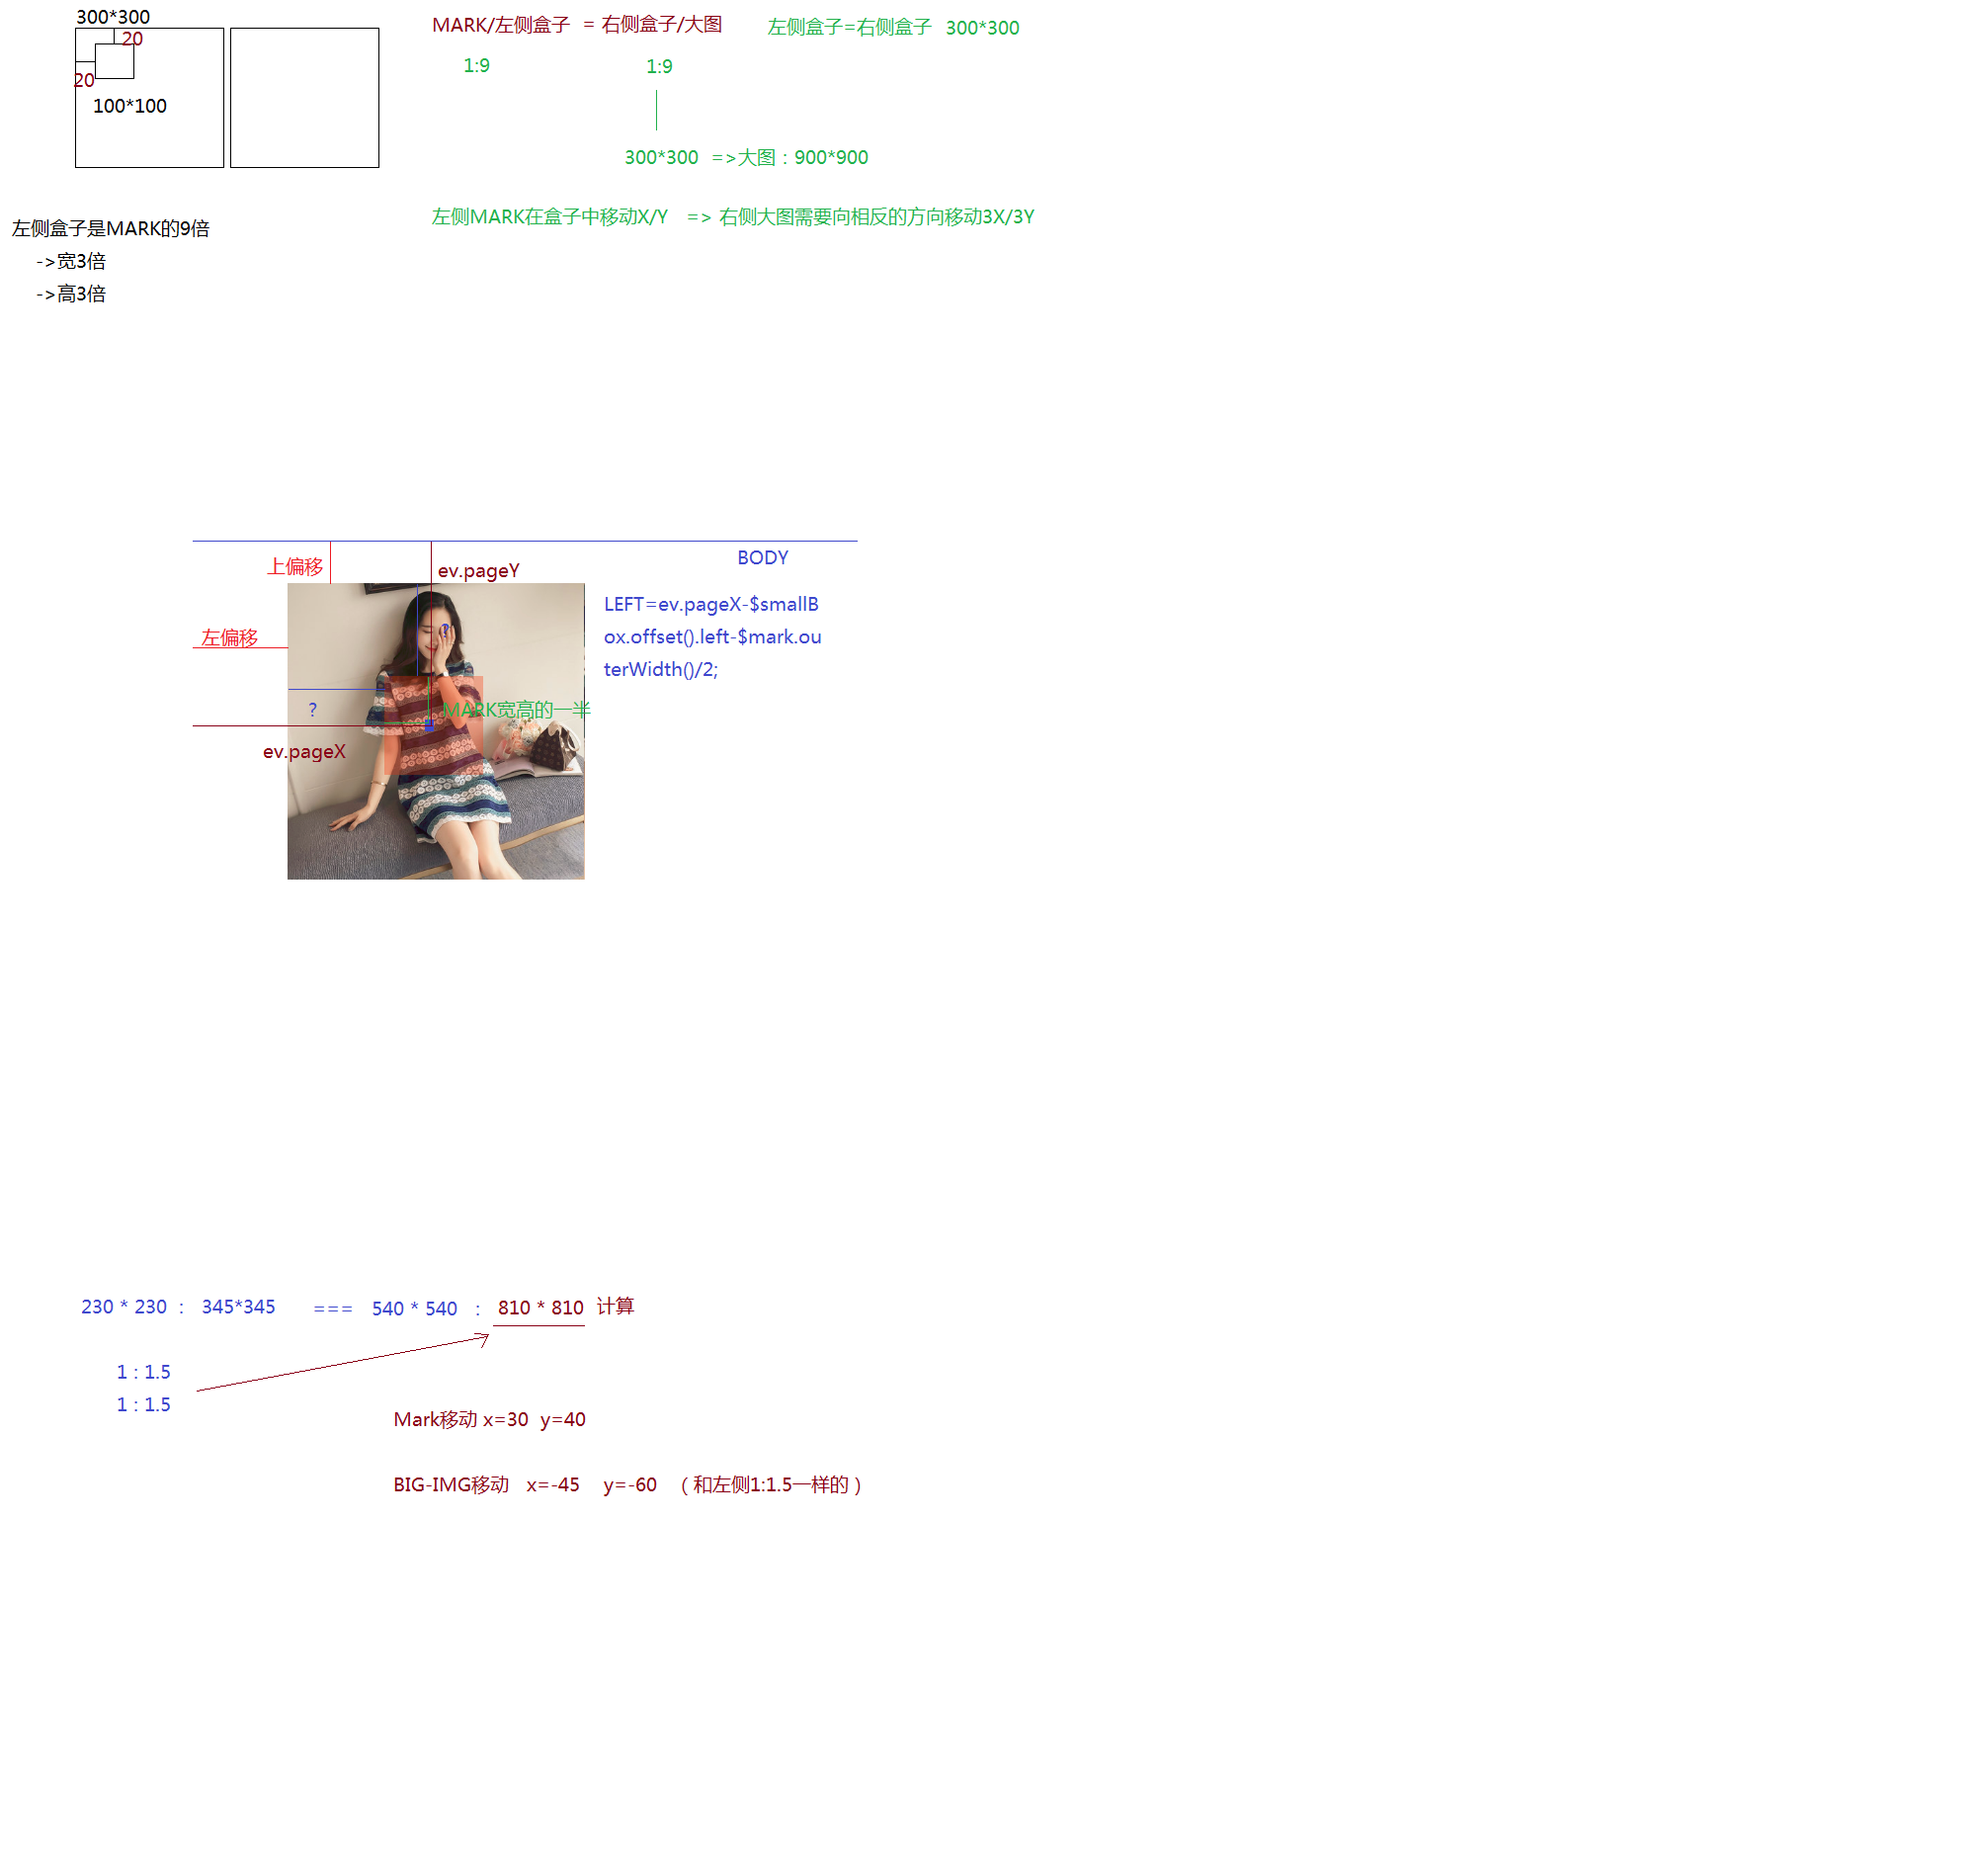 300*300
20
20
100*100
MARK/左侧盒子 = 右侧盒子/大图
左侧盒子=右侧盒子 300*300
1:9
1:9
300*300 =>大图：900*900
左侧MARK在盒子中移动X/Y => 右侧大图需要向相反的方向移动3X/3Y
左侧盒子是MARK的9倍
->宽3倍
->高3倍
BODY
上偏移
ev.pageY
LEFT=ev.pageX-$smallB
ox.offset().left-$mark.ou
terWidth()/2;
?
左偏移
?
MARK宽高的一半
ev.pageX
230 * 230 : 345*345 === 540 * 540 : 810 * 810 计算
1 : 1.5
1 : 1.5
Mark移动 x=30 y=40
BIG-IMG移动 x=-45 y=-60 （和左侧1:1.5一样的）